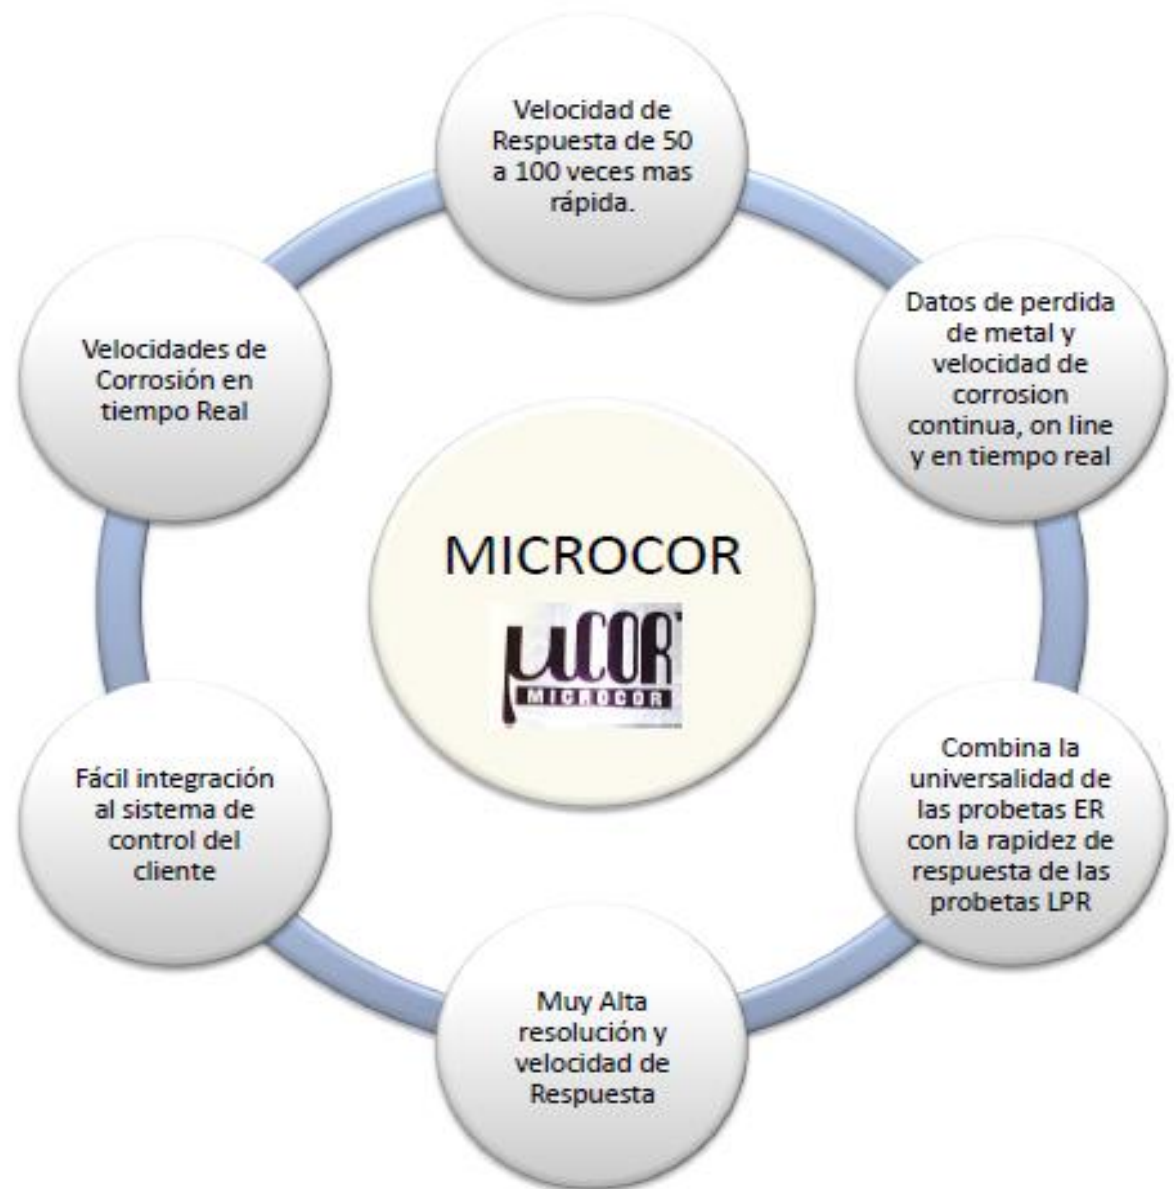 Velocidad de
Respuesta de 50
a 100 veces mas
rápida.
Datos de perdida
de metal y
velocidad de
corrosion
continua, on line
y en tiempo real
Combina la
universalidad de
las probetas ER
con la rapidez de
respuesta de las
probetas LPR
Muy Alta
resolución y
velocidad de
Respuesta
Fácil integración
al sistema de
control del
cliente
Velocidades de
Corrosión en
tiempo Real
MICROCOR
µCOR
MICROCOR